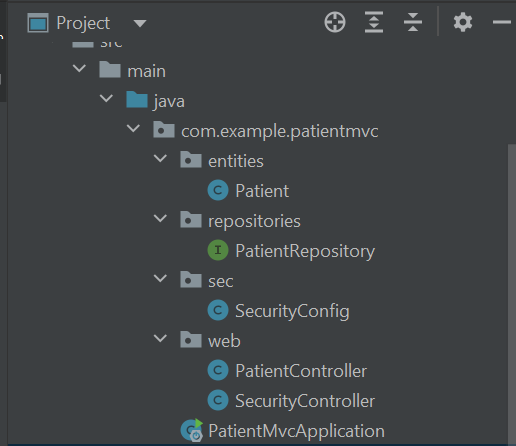 Project
src
main
java
com.example.patientmvc
entities
C Patient
repositories
I PatientRepository
sec
C SecurityConfig
web
C PatientController
C SecurityController
PatientMvcApplication